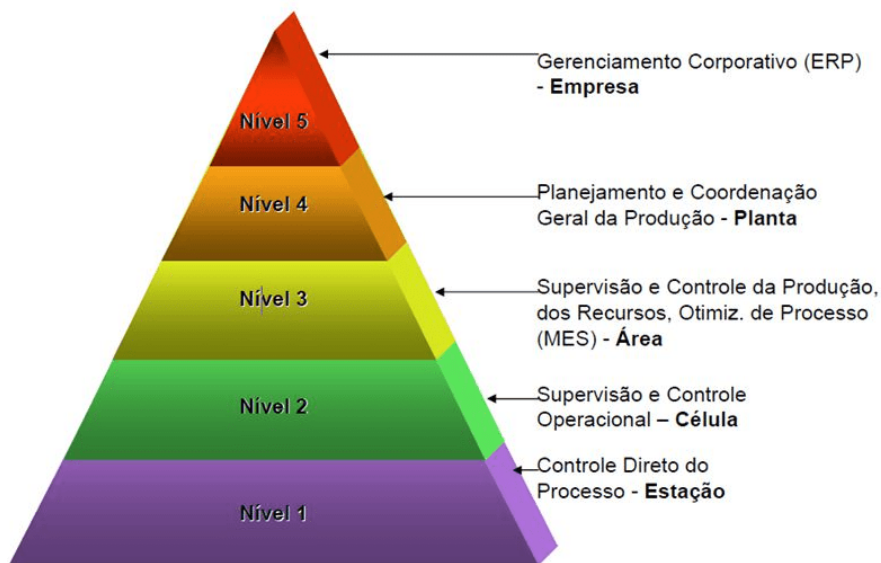 Gerenciamento Corporativo (ERP)
- Empresa
Nível 5
Planejamento e Coordenação
Geral da Produção - Planta
Nível 4
Supervisão e Controle da Produção,
dos Recursos, Otimiz. de Processo
(MES) - Área
Nível 3
Supervisão e Controle
Operacional – Célula
Nível 2
Controle Direto do
Processo - Estação
Nível 1